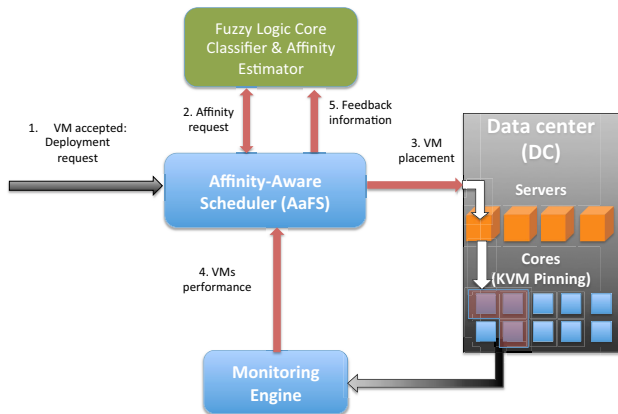 Fuzzy Logic Core
Classifier & Affinity
Estimator
1. VM accepted:
Deployment
request
2. Affinity
request
5. Feedback
information
3. VM
placement
Data center
(DC)
Servers
Affinity-Aware
Scheduler (AaFS)
Cores
(KVM Pinning)
4. VMs
performance
Monitoring
Engine